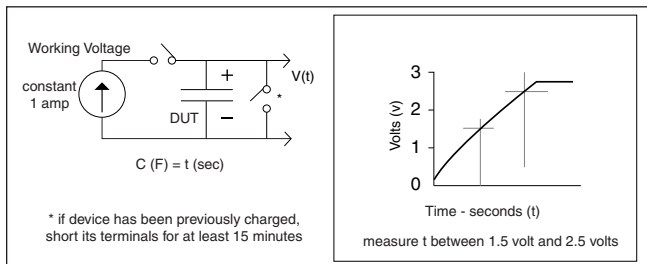 Working Voltage
constant
1 amp
+
V(t)
*
DUT
−
C (F) = t (sec)
* if device has been previously charged,
short its terminals for at least 15 minutes
3
2
1
0
Volts (v)
Time - seconds (t)
measure t between 1.5 volt and 2.5 volts